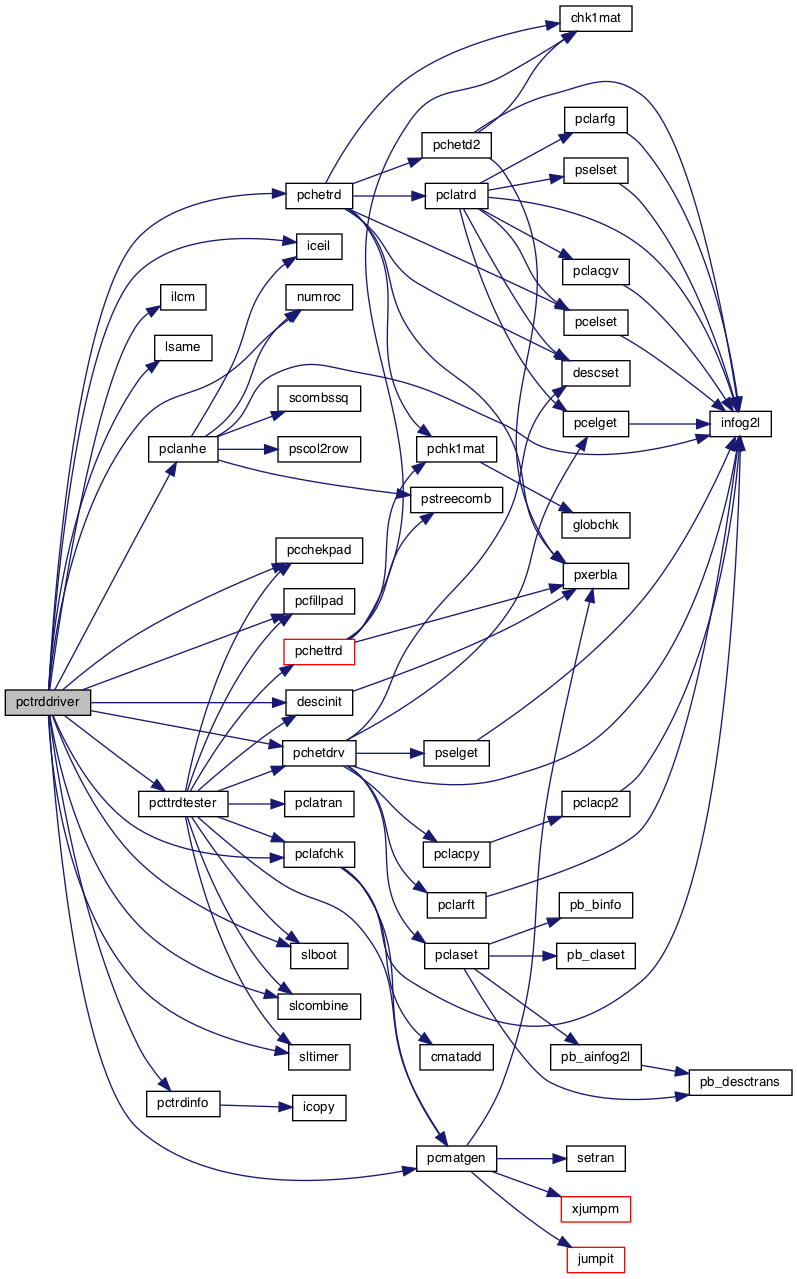 chk1mat
pclarfg
pchetd2
pselset
pchetrd
pclatrd
iceil
pclacgv
ilcm
numroc
pcelset
lsame
descset
scombssq
pcelget
infog2l
pclanhe
pscol2row
pchk1mat
pstreecomb
globchk
pcchekpad
pxerbla
pcfillpad
pchettrd
pctrddriver
descinit
pchetdrv
pselget
pcttrdtester
pclatran
pclacp2
pclafchk
pclacpy
pclarft
pb_binfo
slboot
pclaset
pb_claset
slcombine
sltimer
cmatadd
pb_ainfog2l
pb_desctrans
pctrdinfo
icopy
pcmatgen
setran
xjumpm
jumpit